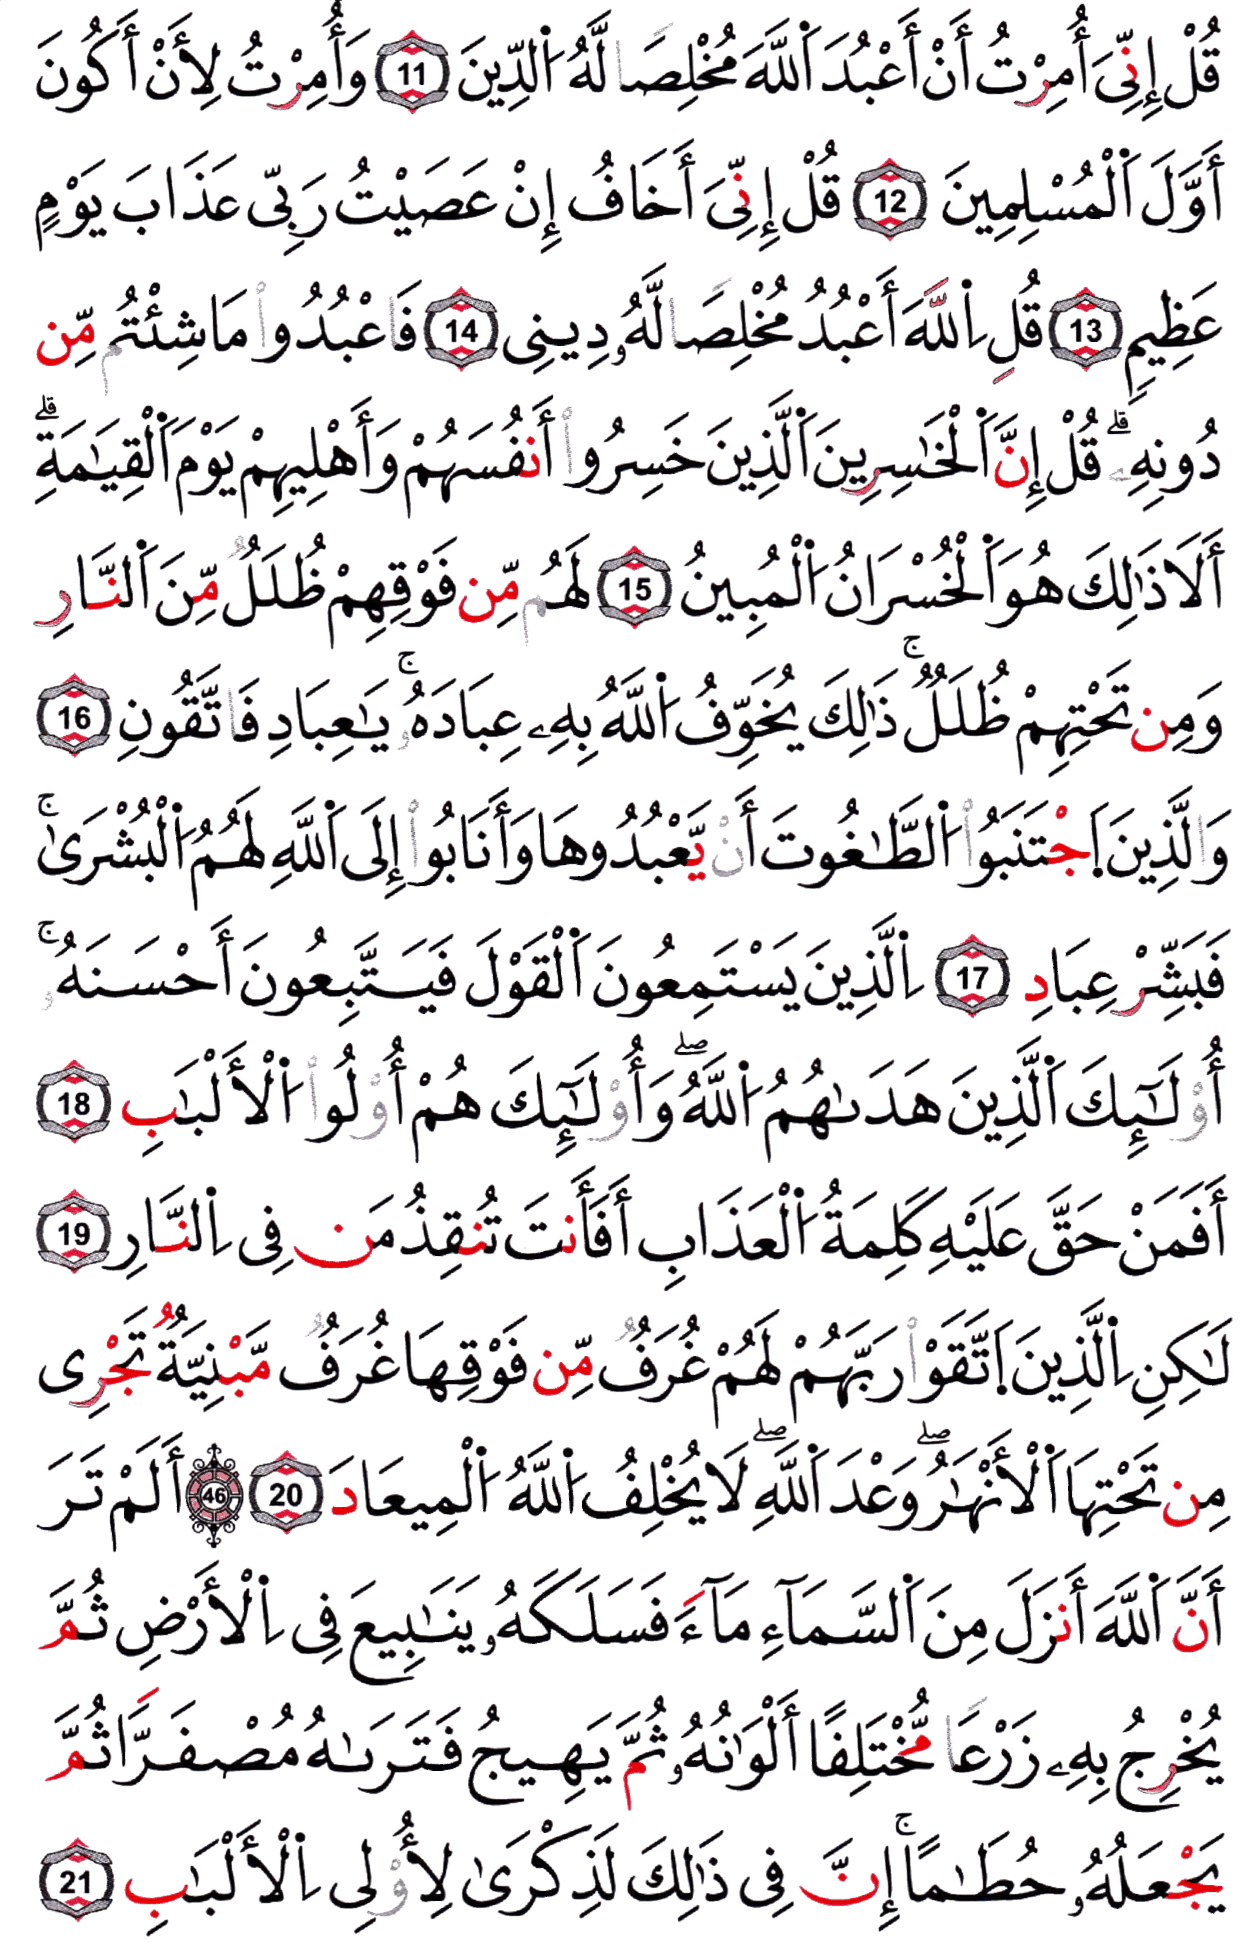 قُلْ إِنِّىٓ أُمِرْتُ أَنْ أَعْبُدَ ٱللَّهَ مُخْلِصًا لَّهُ ٱلدِّينَ 11 وَأُمِرْتُ لِأَنْ أَكُونَ
أَوَّلَ ٱلْمُسْلِمِينَ 12 قُلْ إِنِّىٓ أَخَافُ إِنْ عَصَيْتُ رَبِّى عَذَابَ يَوْمٍ
عَظِيمٍ 13 قُلِ ٱللَّهَ أَعْبُدُ مُخْلِصًا لَّهُۥ دِينِى 14 فَٱعْبُدُوا۟ مَا شِئْتُم مِّن
دُونِهِۦ ۗ قُلْ إِنَّ ٱلْخَـٰسِرِينَ ٱلَّذِينَ خَسِرُوٓا۟ أَنفُسَهُمْ وَأَهْلِيهِمْ يَوْمَ ٱلْقِيَـٰمَةِ ۗ
أَلَا ذَٰلِكَ هُوَ ٱلْخُسْرَانُ ٱلْمُبِينُ 15 لَهُم مِّن فَوْقِهِمْ ظُلَلٌ مِّنَ ٱلنَّارِ
وَمِن تَحْتِهِمْ ظُلَلٌ ۚ ذَٰلِكَ يُخَوِّفُ ٱللَّهُ بِهِۦ عِبَادَهُۥ ۚ يَـٰعِبَادِ فَٱتَّقُونِ 16
وَٱلَّذِينَ ٱجْتَنَبُوا۟ ٱلطَّـٰغُوتَ أَنْ يَّعْبُدُوهَا وَأَنَابُوٓا۟ إِلَى ٱللَّهِ لَهُمُ ٱلْبُشْرَىٰ ۚ
فَبَشِّرْ عِبَادِ 17 ٱلَّذِينَ يَسْتَمِعُونَ ٱلْقَوْلَ فَيَتَّبِعُونَ أَحْسَنَهُۥٓ ۚ
أُو۟لَـٰٓئِكَ ٱلَّذِينَ هَدَىٰهُمُ ٱللَّهُ ۖ وَأُو۟لَـٰٓئِكَ هُمْ أُو۟لُوا۟ ٱلْأَلْبَـٰبِ 18
أَفَمَنْ حَقَّ عَلَيْهِ كَلِمَةُ ٱلْعَذَابِ أَفَأَنتَ تُنقِذُ مَن فِى ٱلنَّارِ 19
لَـٰكِنِ ٱلَّذِينَ ٱتَّقَوْا۟ رَبَّهُمْ لَهُمْ غُرَفٌ مِّن فَوْقِهَا غُرَفٌ مَّبْنِيَّةٌ تَجْرِى
مِن تَحْتِهَا ٱلْأَنْهَـٰرُ ۖ وَعْدَ ٱللَّهِ ۖ لَا يُخْلِفُ ٱللَّهُ ٱلْمِيعَادَ 20 46 أَلَمْ تَرَ
أَنَّ ٱللَّهَ أَنزَلَ مِنَ ٱلسَّمَآءِ مَآءً فَسَلَكَهُۥ يَنَـٰبِيعَ فِى ٱلْأَرْضِ ثُمَّ
يُخْرِجُ بِهِۦ زَرْعًا مُّخْتَلِفًا أَلْوَٰنُهُۥ ثُمَّ يَهِيجُ فَتَرَىٰهُ مُصْفَرًّا ثُمَّ
يَجْعَلُهُۥ حُطَـٰمًا ۚ إِنَّ فِى ذَٰلِكَ لَذِكْرَىٰ لِأُو۟لِى ٱلْأَلْبَـٰبِ 21